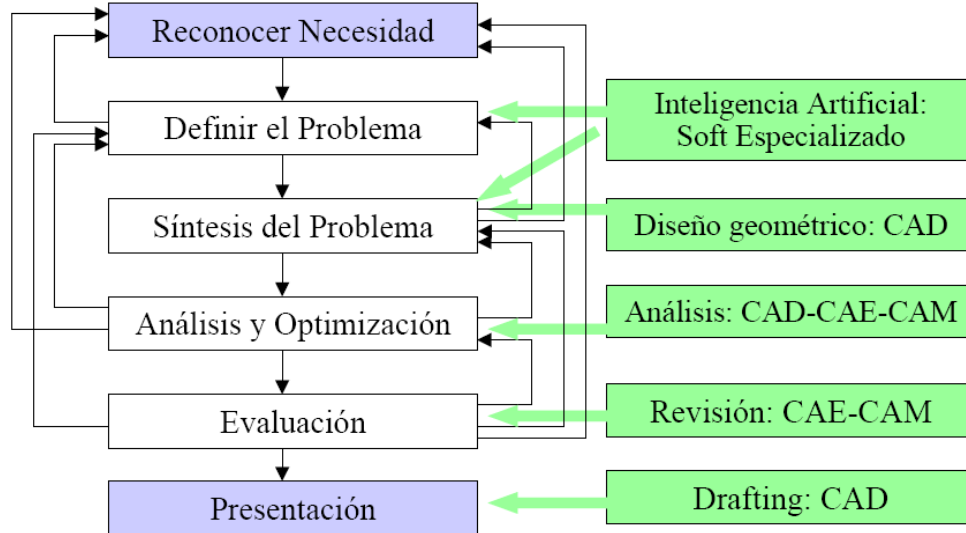 Reconocer Necesidad
Definir el Problema
Síntesis del Problema
Análisis y Optimización
Evaluación
Presentación
Inteligencia Artificial:
Soft Especializado
Diseño geométrico: CAD
Análisis: CAD-CAE-CAM
Revisión: CAE-CAM
Drafting: CAD